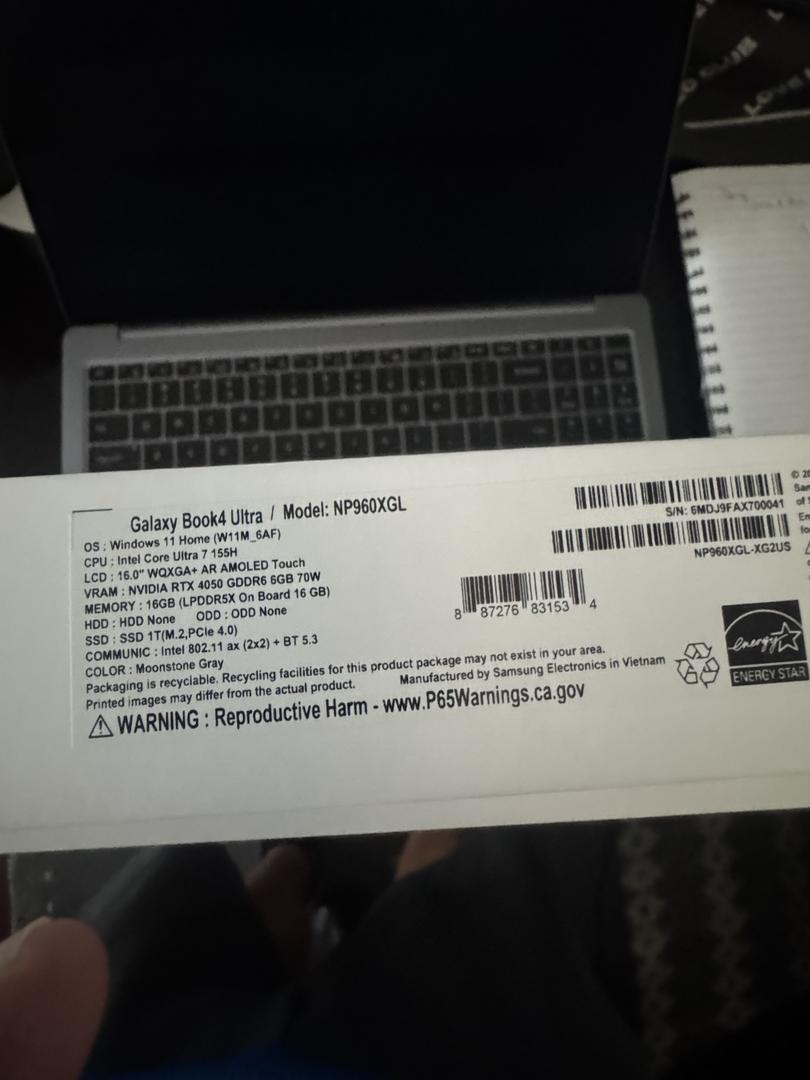 Galaxy Book4 Ultra / Model: NP960XGL
OS : Windows 11 Home (W11M_6AF)
CPU : Intel Core Ultra 7 155H
LCD : 16.0" WQXGA+ AR AMOLED Touch
VRAM : NVIDIA RTX 4050 GDDR6 6GB 70W
MEMORY : 16GB (LPDDR5X On Board 16 GB)
HDD : HDD None ODD : ODD None
SSD : SSD 1T(M.2,PCIe 4.0)
COMMUNIC : Intel 802.11 ax (2x2) + BT 5.3
COLOR : Moonstone Gray
Packaging is recyclable. Recycling facilities for this product package may not exist in your area.
Printed images may differ from the actual product. Manufactured by Samsung Electronics in Vietnam
WARNING : Reproductive Harm - www.P65Warnings.ca.gov
S/N: 6MDJ9FAX700041
NP960XGL-XG2US
8 87276 83153 4
energy
ENERGY STAR
LOVE